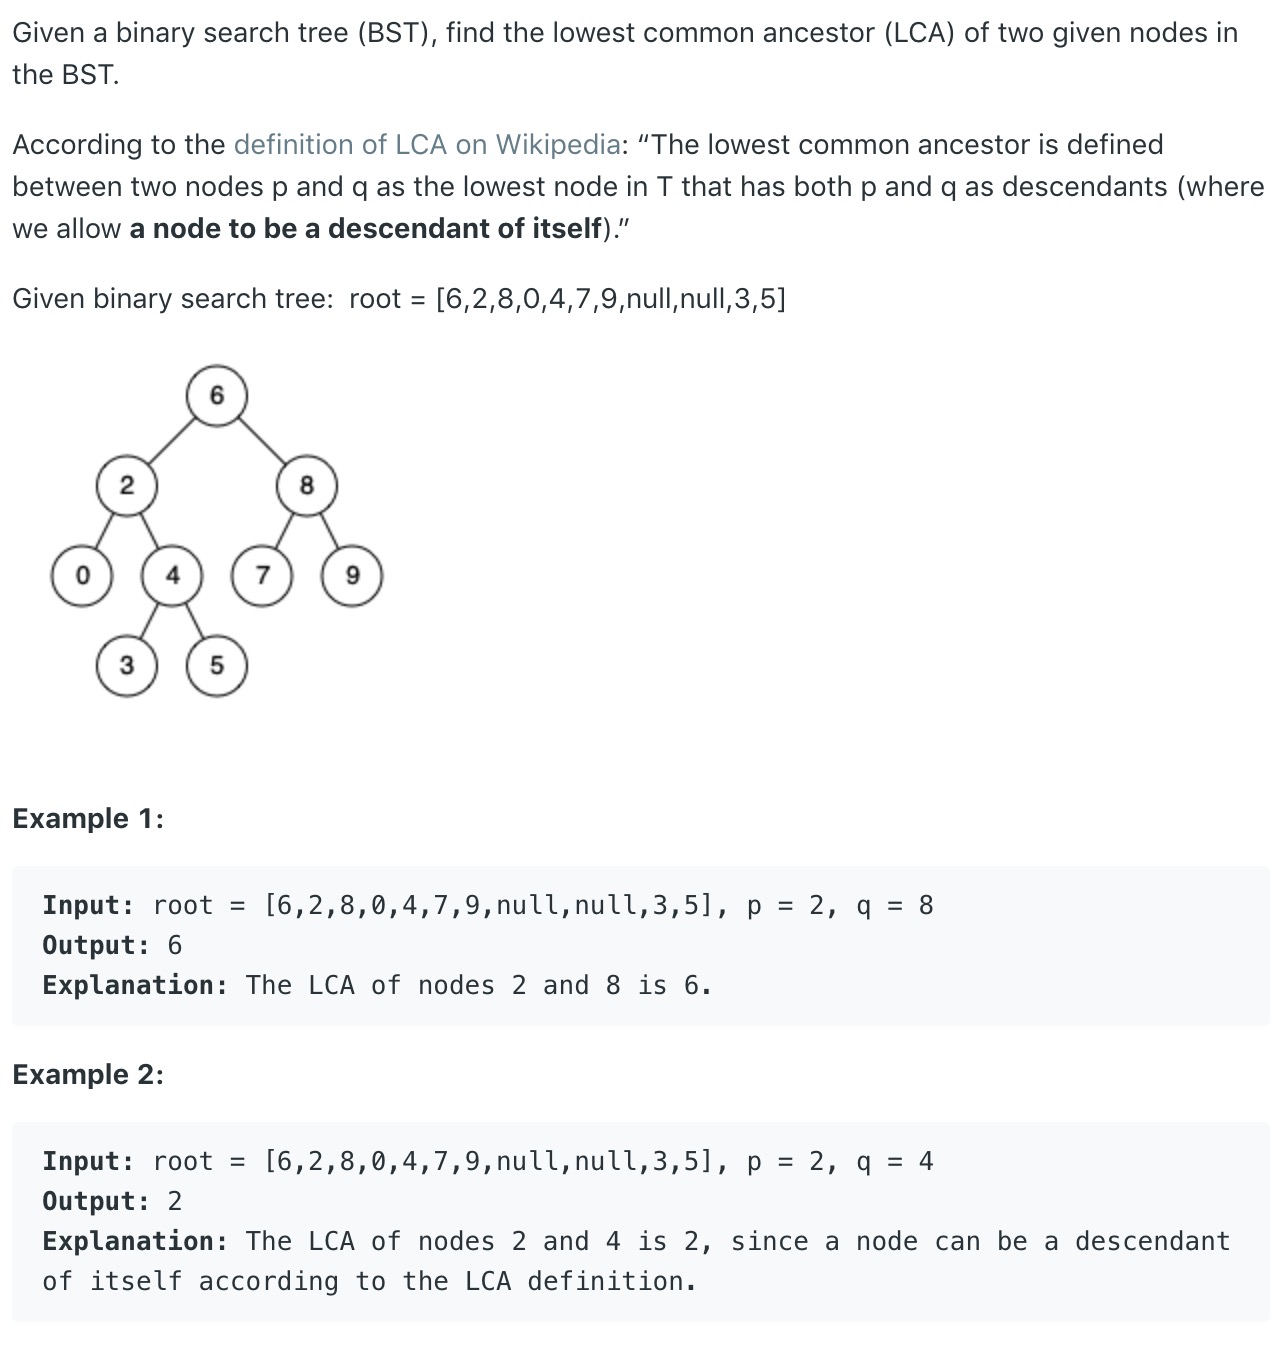 Given a binary search tree (BST), find the lowest common ancestor (LCA) of two given nodes in
the BST.
According to the definition of LCA on Wikipedia: “The lowest common ancestor is defined
between two nodes p and q as the lowest node in T that has both p and q as descendants (where
we allow a node to be a descendant of itself).”
Given binary search tree:  root = [6,2,8,0,4,7,9,null,null,3,5]
6
2 8
0 4 7 9
3 5
Example 1:
Input: root = [6,2,8,0,4,7,9,null,null,3,5], p = 2, q = 8
Output: 6
Explanation: The LCA of nodes 2 and 8 is 6.
Example 2:
Input: root = [6,2,8,0,4,7,9,null,null,3,5], p = 2, q = 4
Output: 2
Explanation: The LCA of nodes 2 and 4 is 2, since a node can be a descendant
of itself according to the LCA definition.